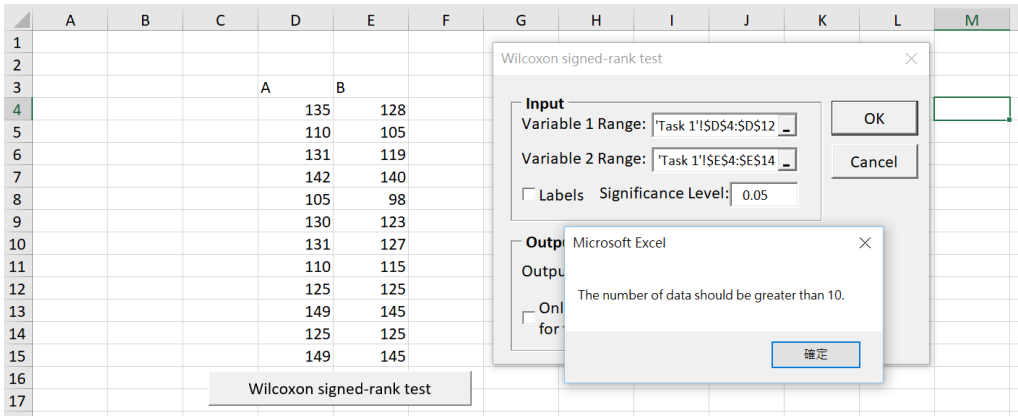 A B C D E F G H I J K L M
1
2
3 A B
4 135 128
5 110 105
6 131 119
7 142 140
8 105 98
9 130 123
10 131 127
11 110 115
12 125 125
13 149 145
14 125 125
15 149 145
16
17
Wilcoxon signed-rank test
Wilcoxon signed-rank test
Input
Variable 1 Range: 'Task 1'!$D$4:$D$12
Variable 2 Range: 'Task 1'!$E$4:$E$14
Labels Significance Level: 0.05
OK
Cancel
Outpu
Outpu
Onl
for
Microsoft Excel
The number of data should be greater than 10.
確定